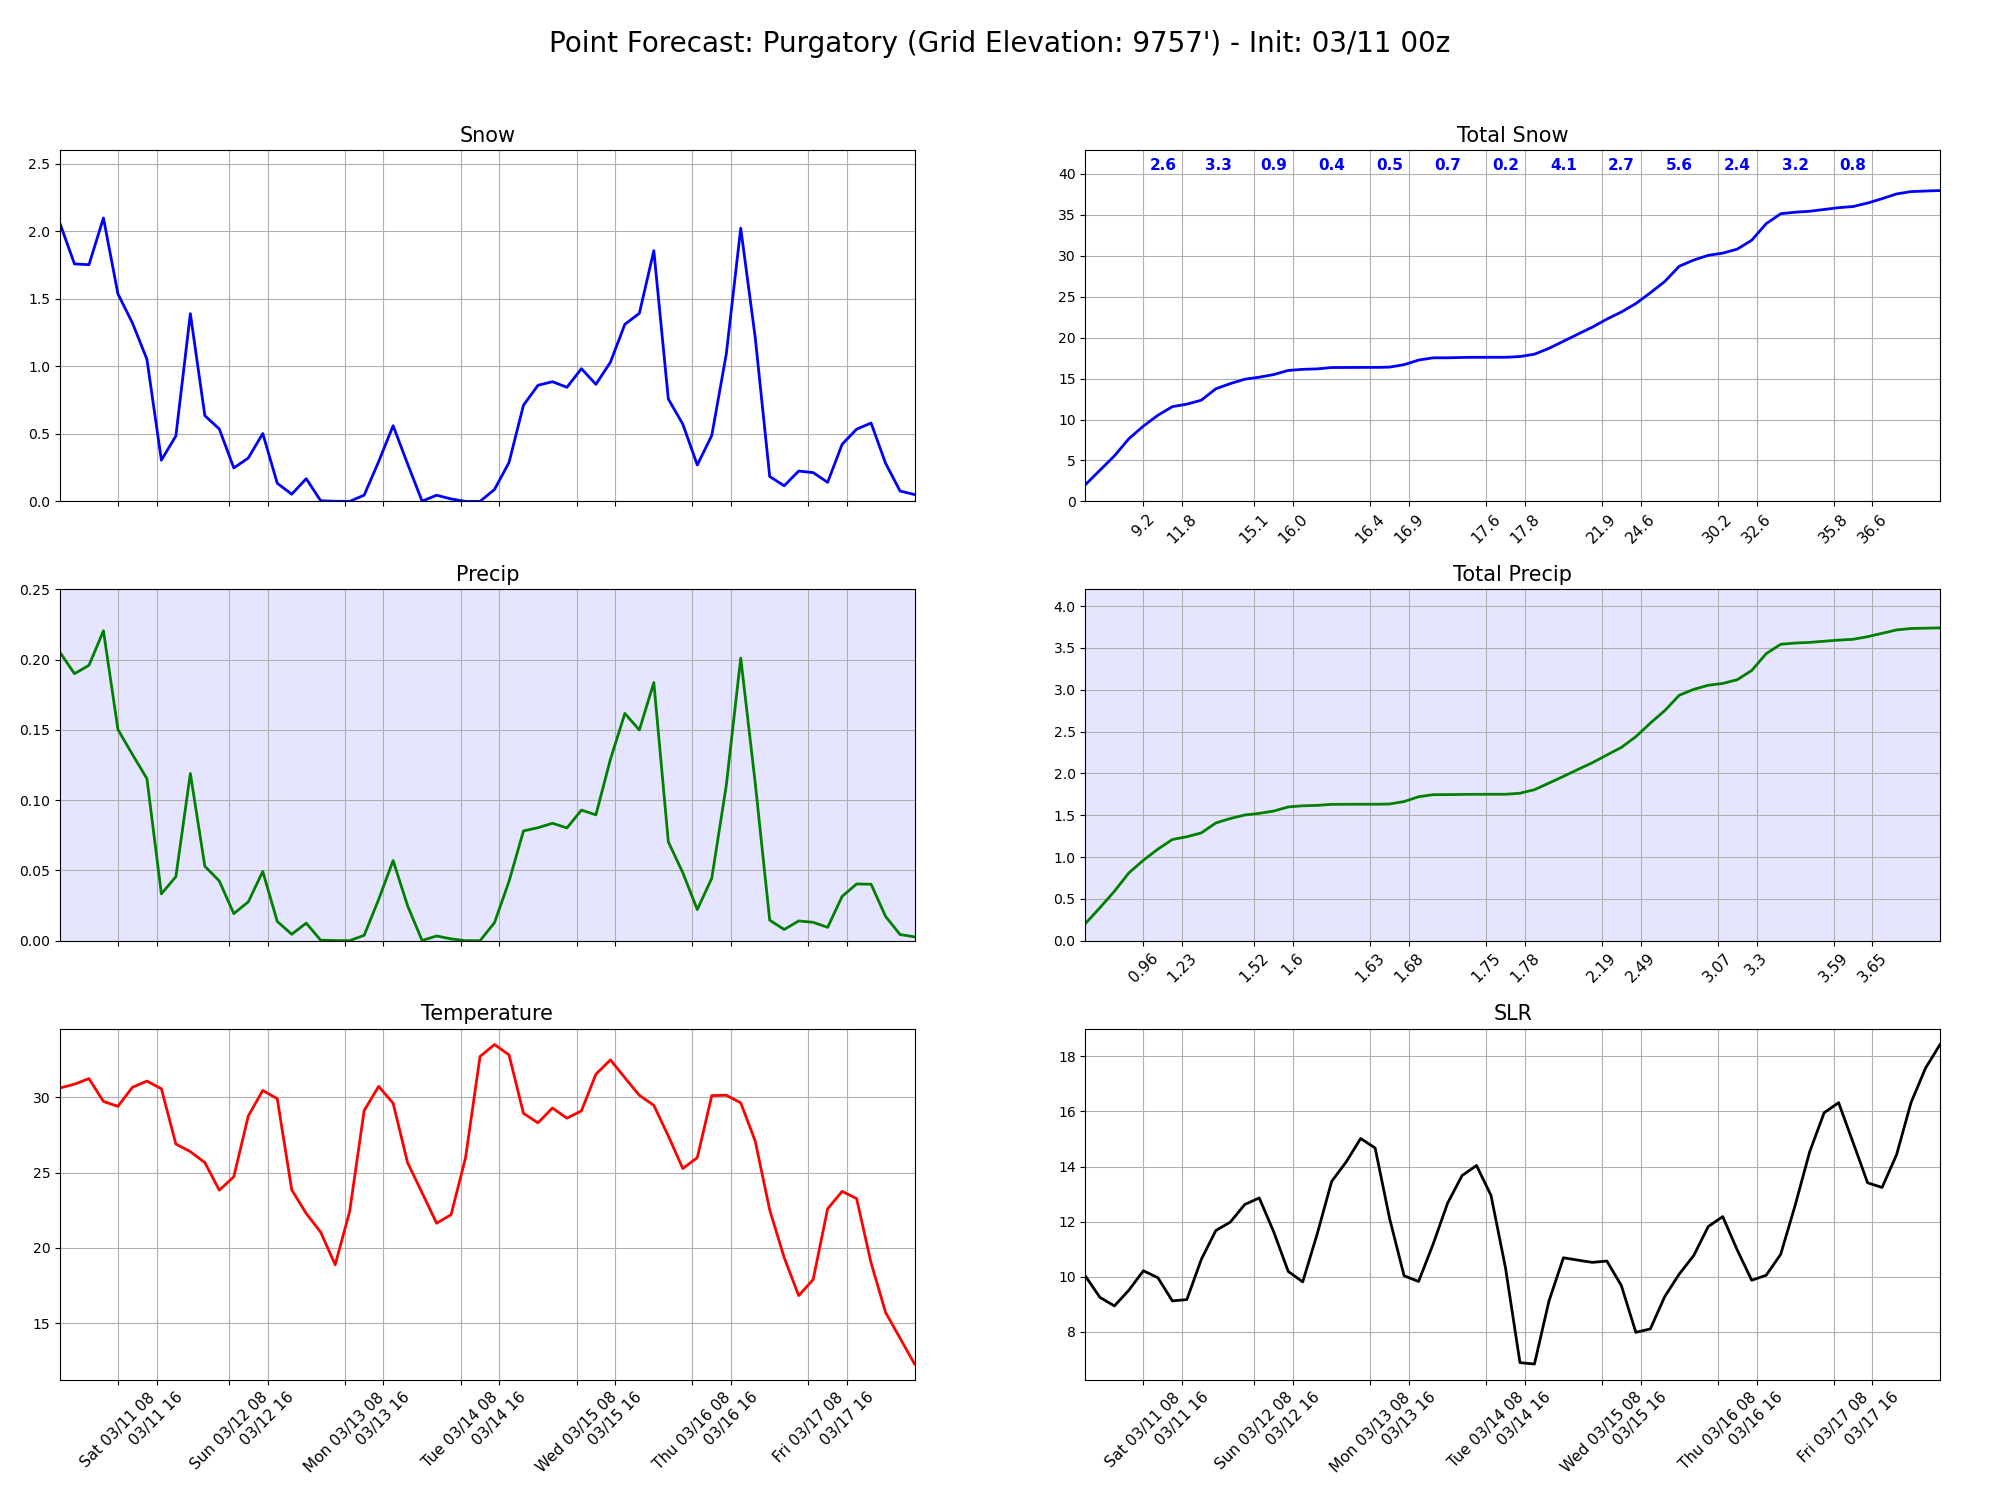 Point Forecast: Purgatory (Grid Elevation: 9757') - Init: 03/11 00z
Snow
2.5
2.0
1.5
1.0
0.5
0.0
Total Snow
2.6 3.3 0.9 0.4 0.5 0.7 0.2 4.1 2.7 5.6 2.4 3.2 0.8
40
35
30
25
20
15
10
5
0
9.2 11.8 15.1 16.0 16.4 16.9 17.6 17.8 21.9 24.6 30.2 32.6 35.8 36.6
Precip
0.25
0.20
0.15
0.10
0.05
0.00
Total Precip
4.0
3.5
3.0
2.5
2.0
1.5
1.0
0.5
0.0
0.96 1.23 1.52 1.6 1.63 1.68 1.75 1.78 2.19 2.49 3.07 3.3 3.59 3.65
Temperature
30
25
20
15
Sat 03/11 08
03/11 16
Sun 03/12 08
03/12 16
Mon 03/13 08
03/13 16
Tue 03/14 08
03/14 16
Wed 03/15 08
03/15 16
Thu 03/16 08
03/16 16
Fri 03/17 08
03/17 16
SLR
18
16
14
12
10
8
Sat 03/11 08
03/11 16
Sun 03/12 08
03/12 16
Mon 03/13 08
03/13 16
Tue 03/14 08
03/14 16
Wed 03/15 08
03/15 16
Thu 03/16 08
03/16 16
Fri 03/17 08
03/17 16